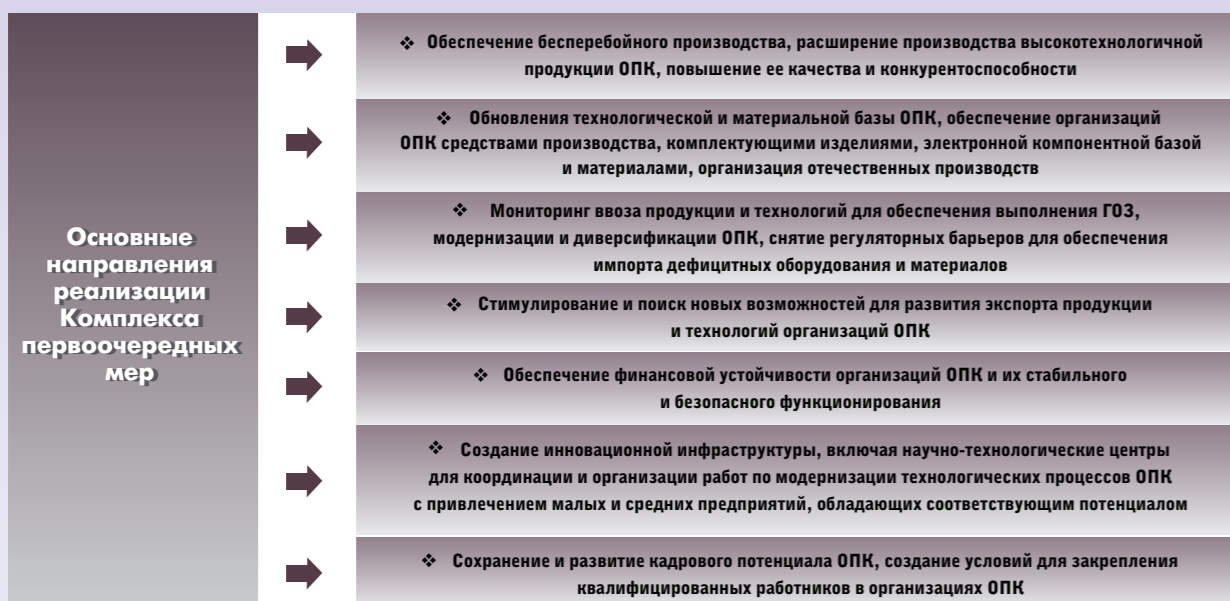 Основные
направления
реализации
Комплекса
первоочередных
мер
❖ Обеспечение бесперебойного производства, расширение производства высокотехнологичной
продукции ОПК, повышение ее качества и конкурентоспособности
❖ Обновления технологической и материальной базы ОПК, обеспечение организаций
ОПК средствами производства, комплектующими изделиями, электронной компонентной базой
и материалами, организация отечественных производств
❖ Мониторинг ввоза продукции и технологий для обеспечения выполнения ГОЗ,
модернизации и диверсификации ОПК, снятие регуляторных барьеров для обеспечения
импорта дефицитных оборудования и материалов
❖ Стимулирование и поиск новых возможностей для развития экспорта продукции
и технологий организаций ОПК
❖ Обеспечение финансовой устойчивости организаций ОПК и их стабильного
и безопасного функционирования
❖ Создание инновационной инфраструктуры, включая научно-технологические центры
для координации и организации работ по модернизации технологических процессов ОПК
с привлечением малых и средних предприятий, обладающих соответствующим потенциалом
❖ Сохранение и развитие кадрового потенциала ОПК, создание условий для закрепления
квалифицированных работников в организациях ОПК